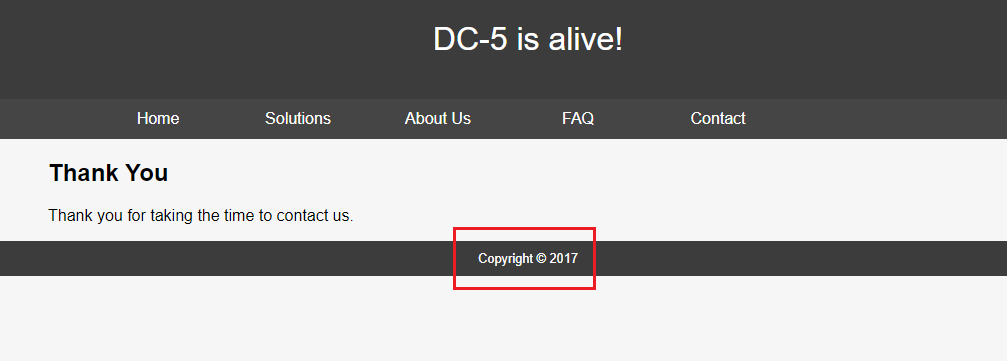 DC-5 is alive!
Home Solutions About Us FAQ Contact
Thank You
Thank you for taking the time to contact us.
Copyright © 2017